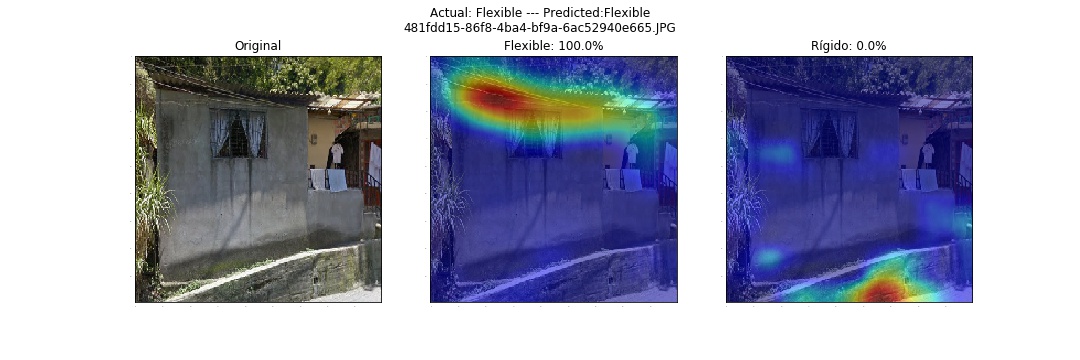 Actual: Flexible --- Predicted:Flexible
481fdd15-86f8-4ba4-bf9a-6ac52940e665.JPG
Original
Flexible: 100.0%
Rígido: 0.0%